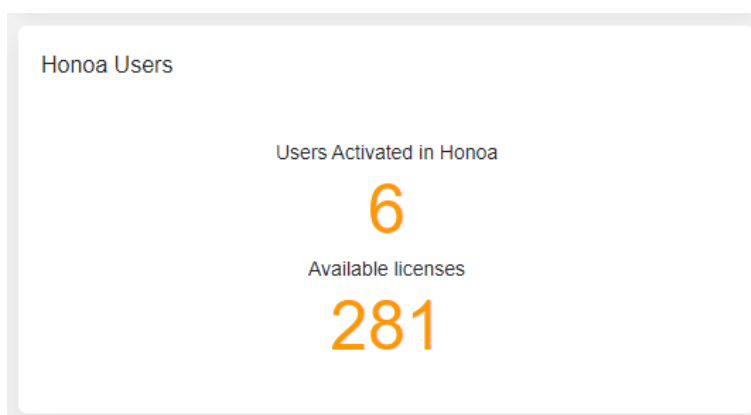 Honoa Users
Users Activated in Honoa
6
Available licenses
281